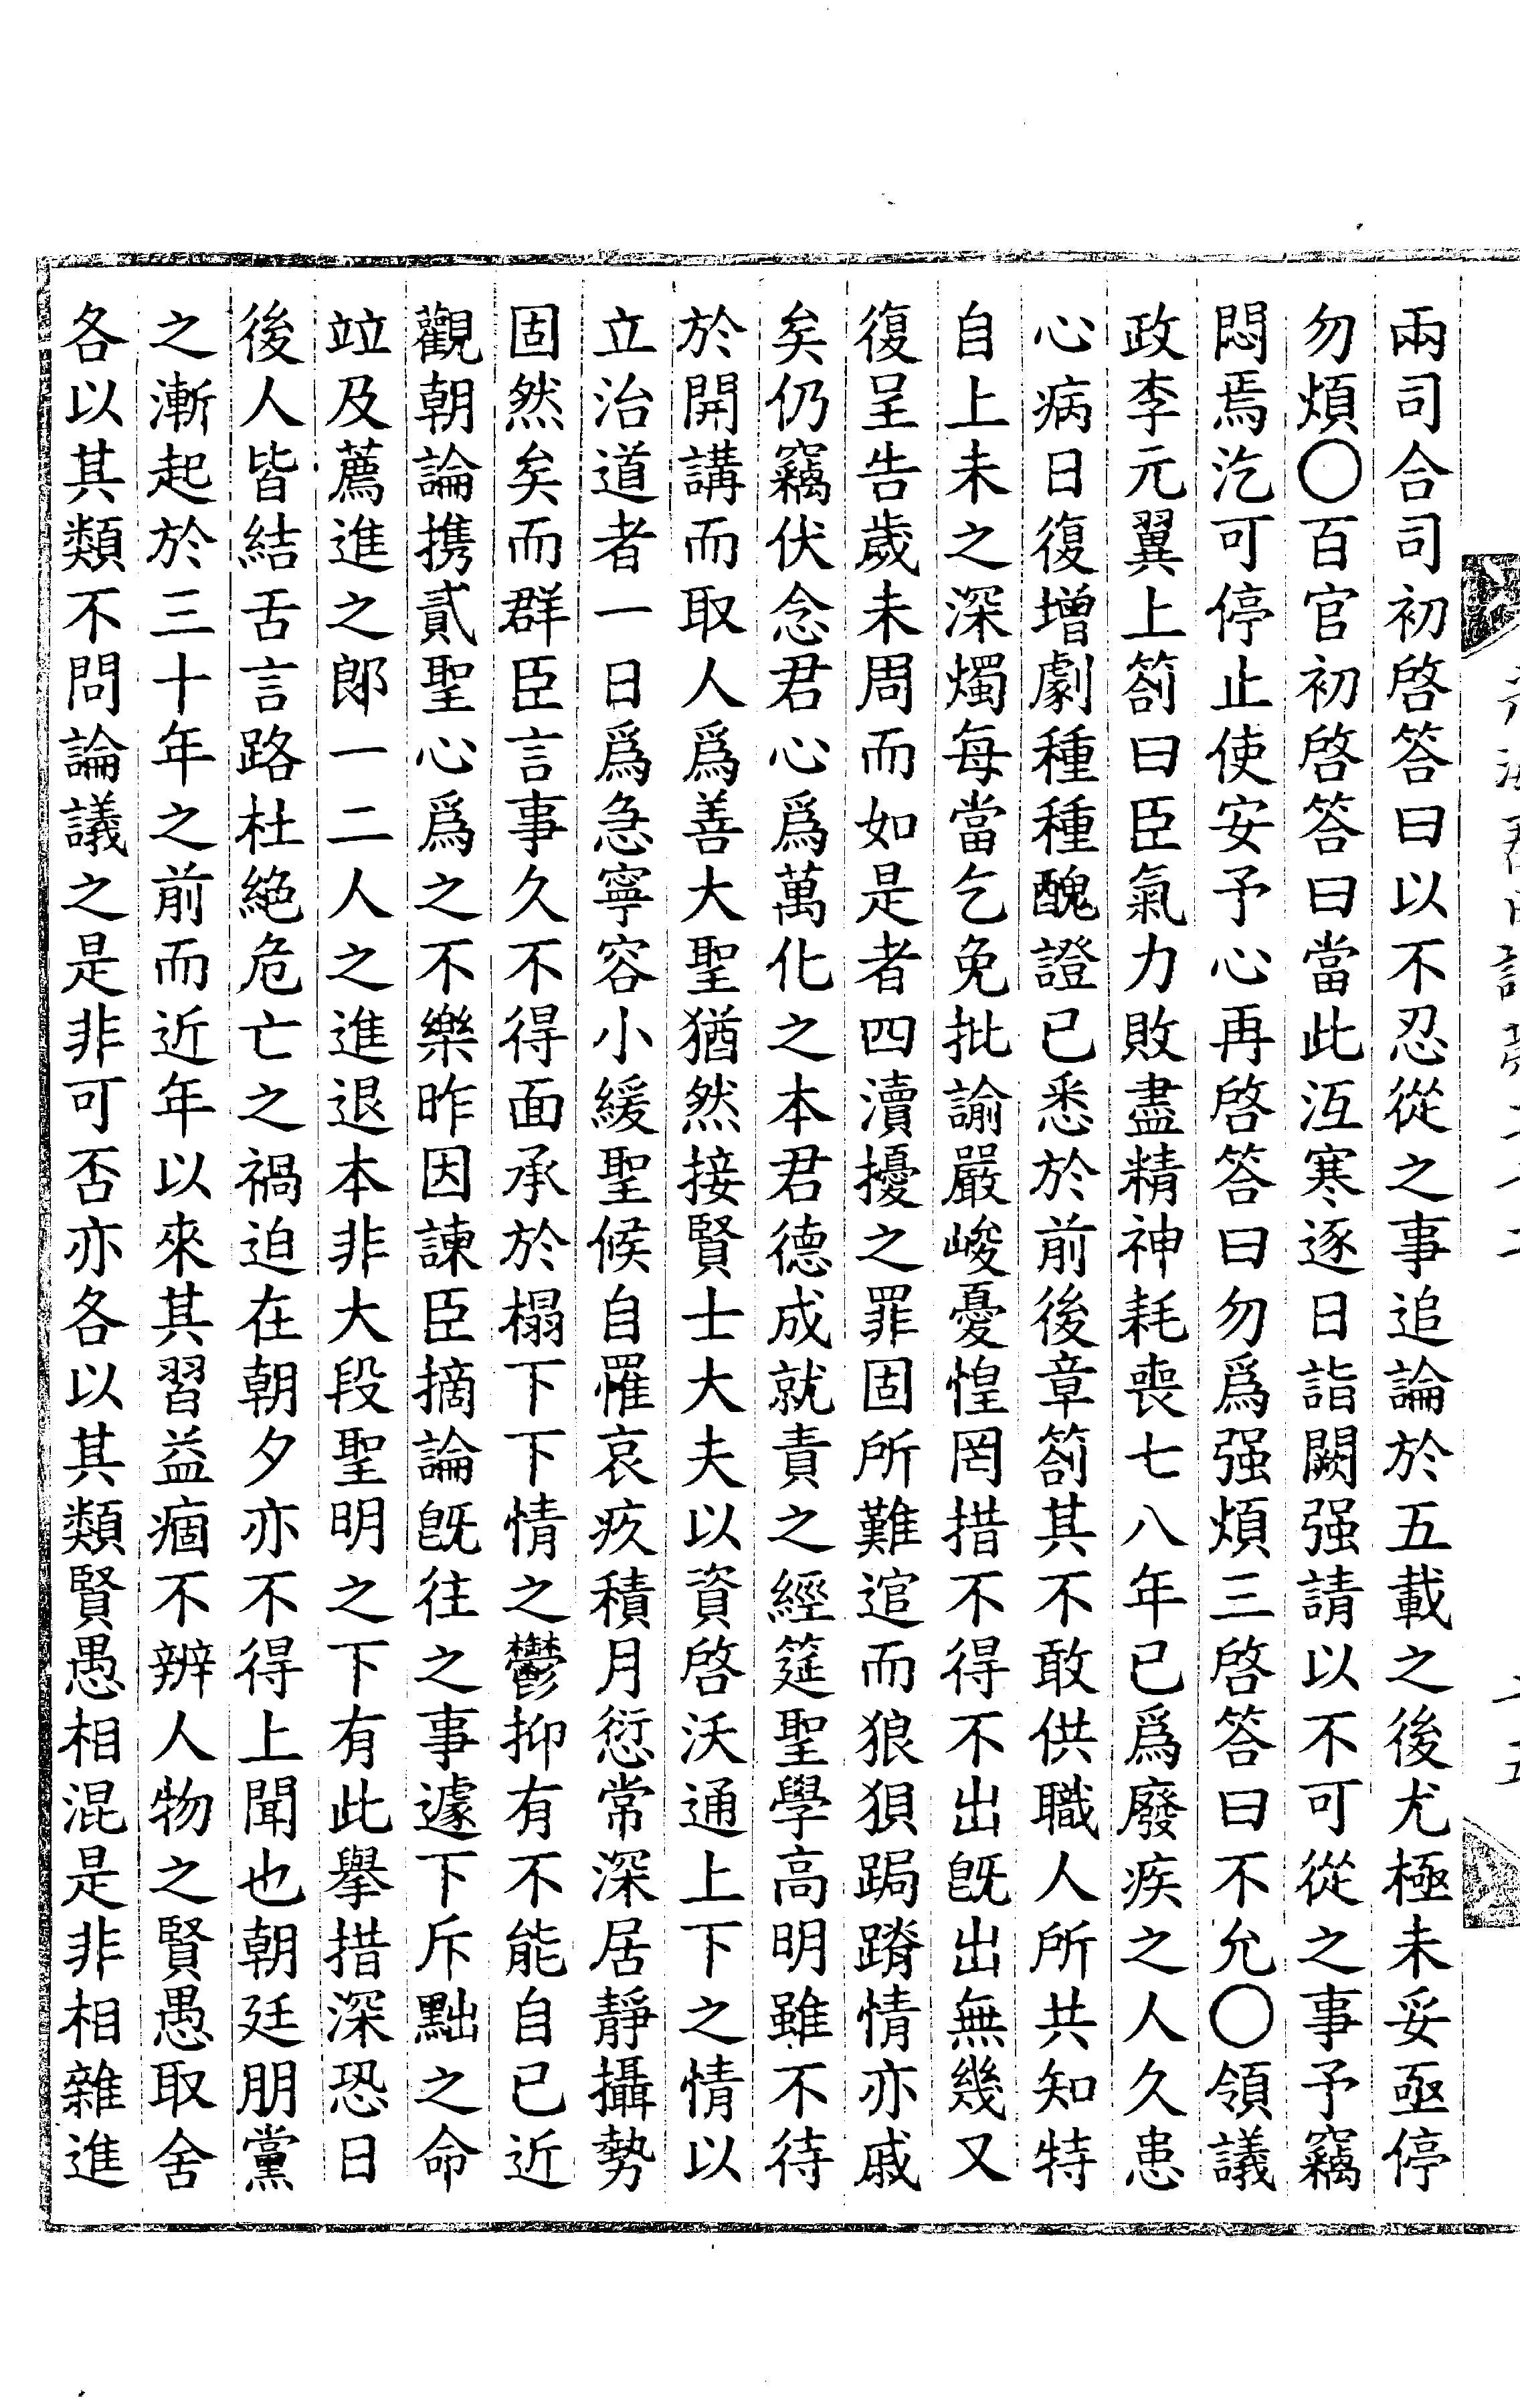 兩司合司初啓答曰以不忍從之事追論於五載之後尤極未妥亟停
勿煩○百官初啓答曰當此沍寒逐日詣闕强請以不可從之事予竊
悶焉汔可停止使安予心再啓答曰勿爲强煩三啓答曰不允○領議
政李元翼上箚曰臣氣力敗盡精神耗喪七八年已爲廢疾之人久患
心病日復增劇種種醜證已悉於前後章箚其不敢供職人所共知特
自上未之深燭每當乞免批諭嚴峻憂惶罔措不得不出旣出無幾又
復呈告歲未周而如是者四瀆擾之罪固所難逭而狼狽跼蹐情亦戚
矣仍竊伏念君心爲萬化之本君德成就責之經筵聖學高明雖不待
於開講而取人爲善大聖猶然接賢士大夫以資啓沃通上下之情以
立治道者一日爲急寧容小緩聖候自罹哀疚積月愆常深居靜攝勢
固然矣而群臣言事久不得面承於榻下下情之鬱抑有不能自已近
觀朝論携貳聖心爲之不樂昨因諫臣摘論旣往之事遽下斥黜之命
竝及薦進之郞一二人之進退本非大段聖明之下有此擧措深恐日
後人皆結舌言路杜絶危亡之禍迫在朝夕亦不得上聞也朝廷朋黨
之漸起於三十年之前而近年以來其習益痼不辨人物之賢愚取舍
各以其類不問論議之是非可否亦各以其類賢愚相混是非相雜進